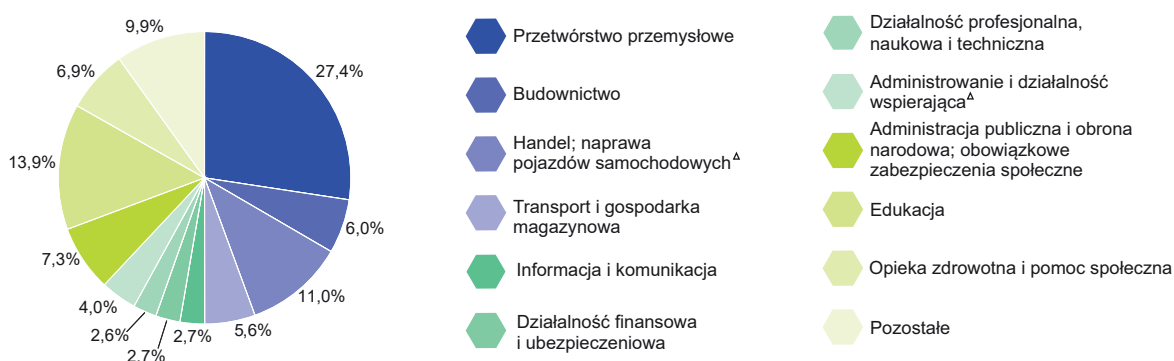 9,9%
27,4%
6,9%
13,9%
6,0%
7,3%
11,0%
4,0%
5,6%
2,6%
2,7%
2,7%
Przetwórstwo przemysłowe
Budownictwo
Handel; naprawa
pojazdów samochodowych∆
Transport i gospodarka
magazynowa
Informacja i komunikacja
Działalność finansowa
i ubezpieczeniowa
Działalność profesjonalna,
naukowa i techniczna
Administrowanie i działalność
wspierająca∆
Administracja publiczna i obrona
narodowa; obowiązkowe
zabezpieczenia społeczne
Edukacja
Opieka zdrowotna i pomoc społeczna
Pozostałe